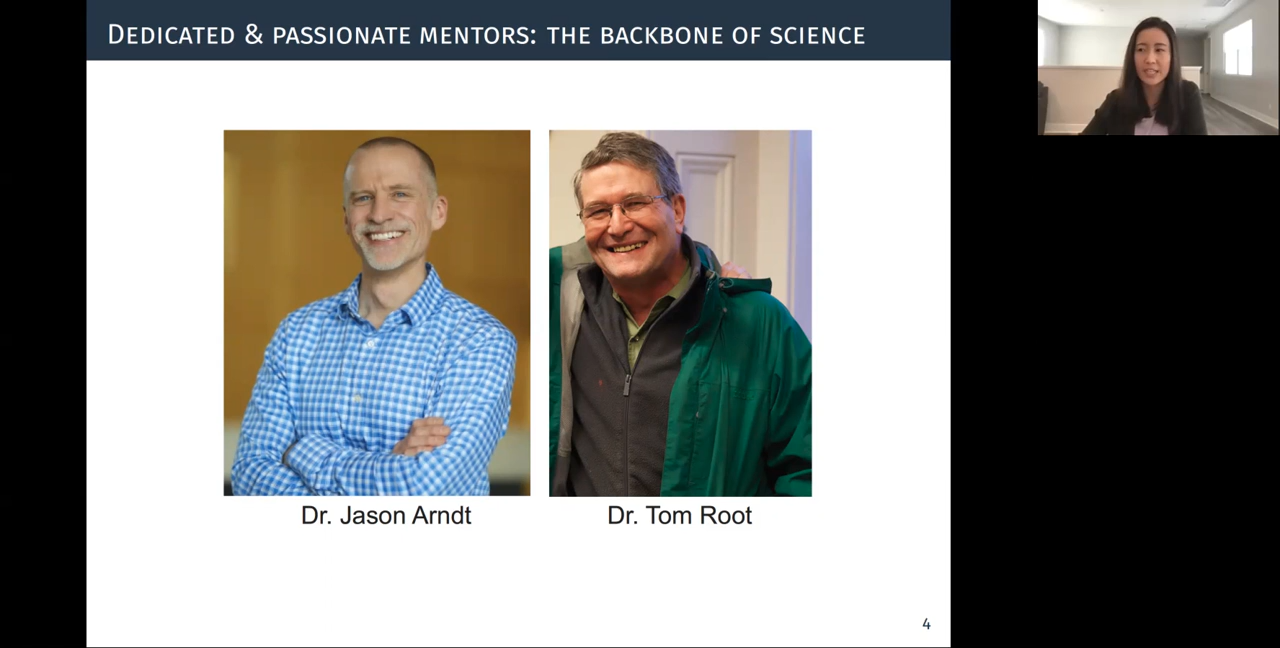 DEDICATED & PASSIONATE MENTORS: THE BACKBONE OF SCIENCE
Dr. Jason Arndt
Dr. Tom Root
4